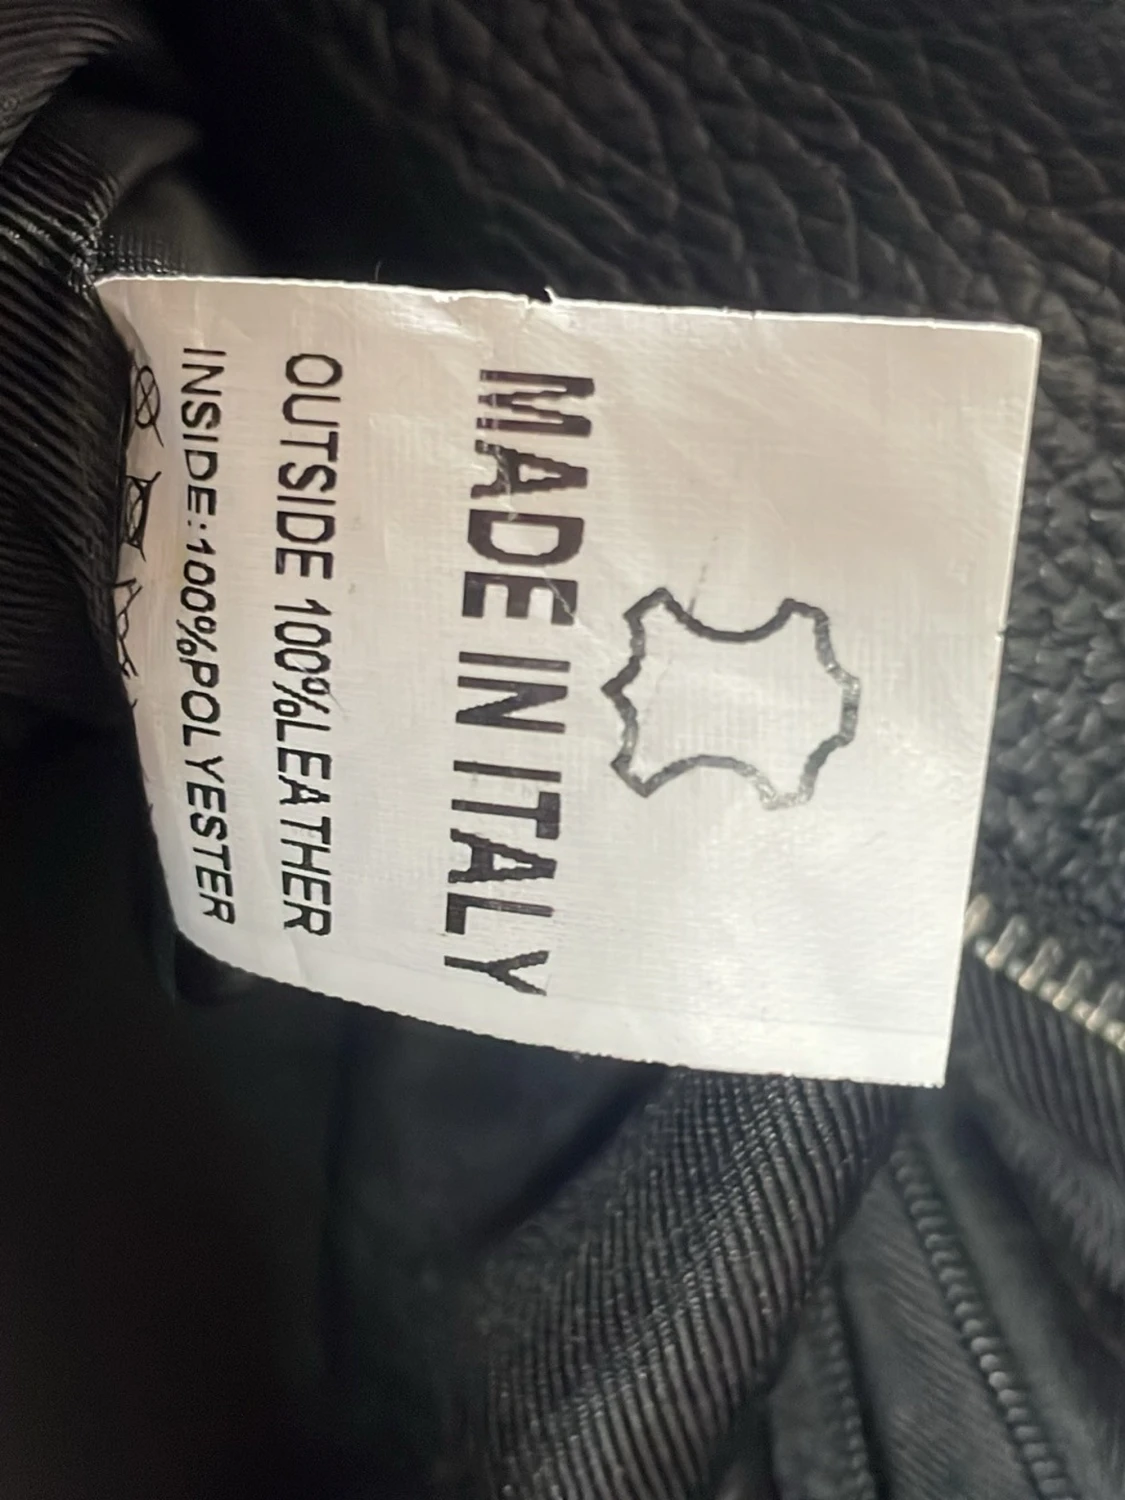 MADE IN ITALY
OUTSIDE 100%LEATHER
INSIDE:100%POLYESTER